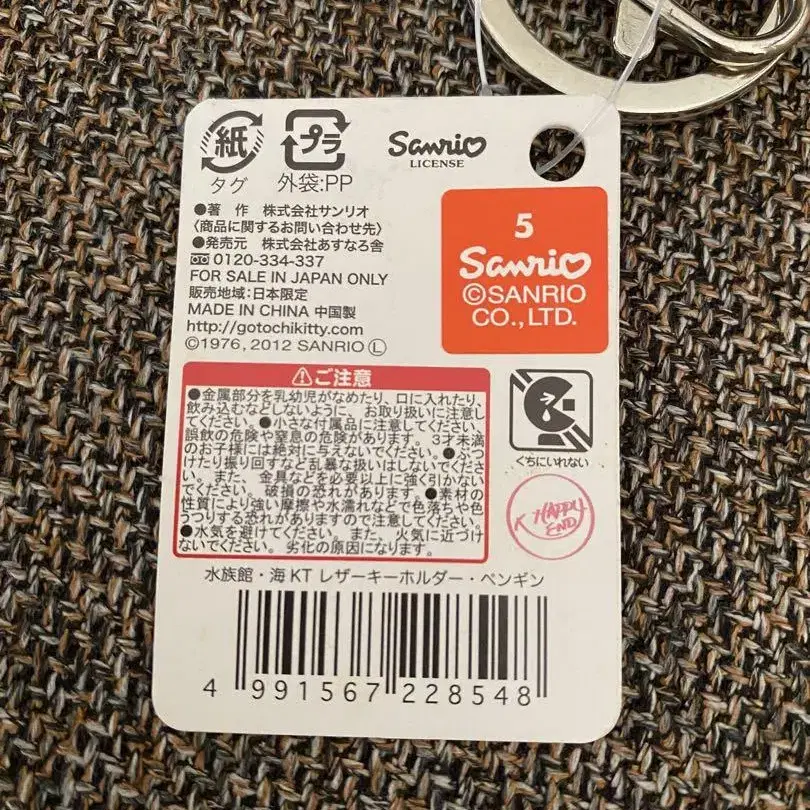 紙
タグ
プラ
外袋:PP
Sanrio
LICENSE
●著 作 株式会社サンリオ
〈商品に関するお問い合わせ先〉
●発売元 株式会社あすなろ舎
0120-334-337
FOR SALE IN JAPAN ONLY
販売地域:日本限定
MADE IN CHINA 中国製
http://gotochikitty.com
©1976, 2012 SANRIO Ⓛ
5
Sanrio
©SANRIO
CO., LTD.
⚠ご注意
●金属部分を乳幼児がなめたり、口に入れたり、
飲み込むなどしないように、お取り扱いに注意し
てください。●小さな付属品に注意してください。
誤飲の危険や窒息の危険があります。3才未満
のお子様には絶対に与えないでください。●ぶつ
けたり振り回すなど乱暴な扱いはしないでくださ
い。また、金具などを必要以上に強く引かない
でください。破損の恐れがあります。●素材の
性質により強い摩擦や水濡れなどで色落ちや色
うつりする恐れがありますので注意してください。
●水気を避けてください。また、火気に近づけ
ないでください。劣化の原因になります。
くちにいれない
K HAPPY
END
水族館・海 KT レザーキーホルダー・ペンギン
4 991567 228548